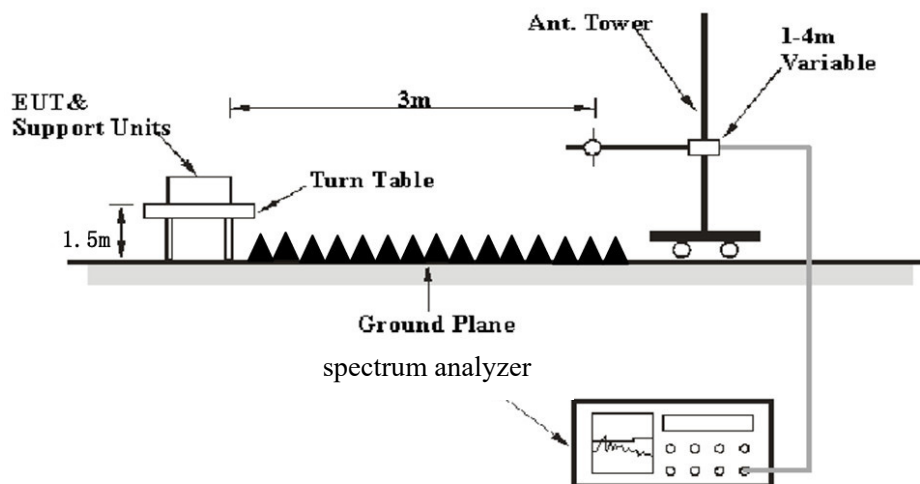 Ant. Tower
1-4m
Variable
3m
EUT&
Support Units
Turn Table
1.5m
Ground Plane
spectrum analyzer